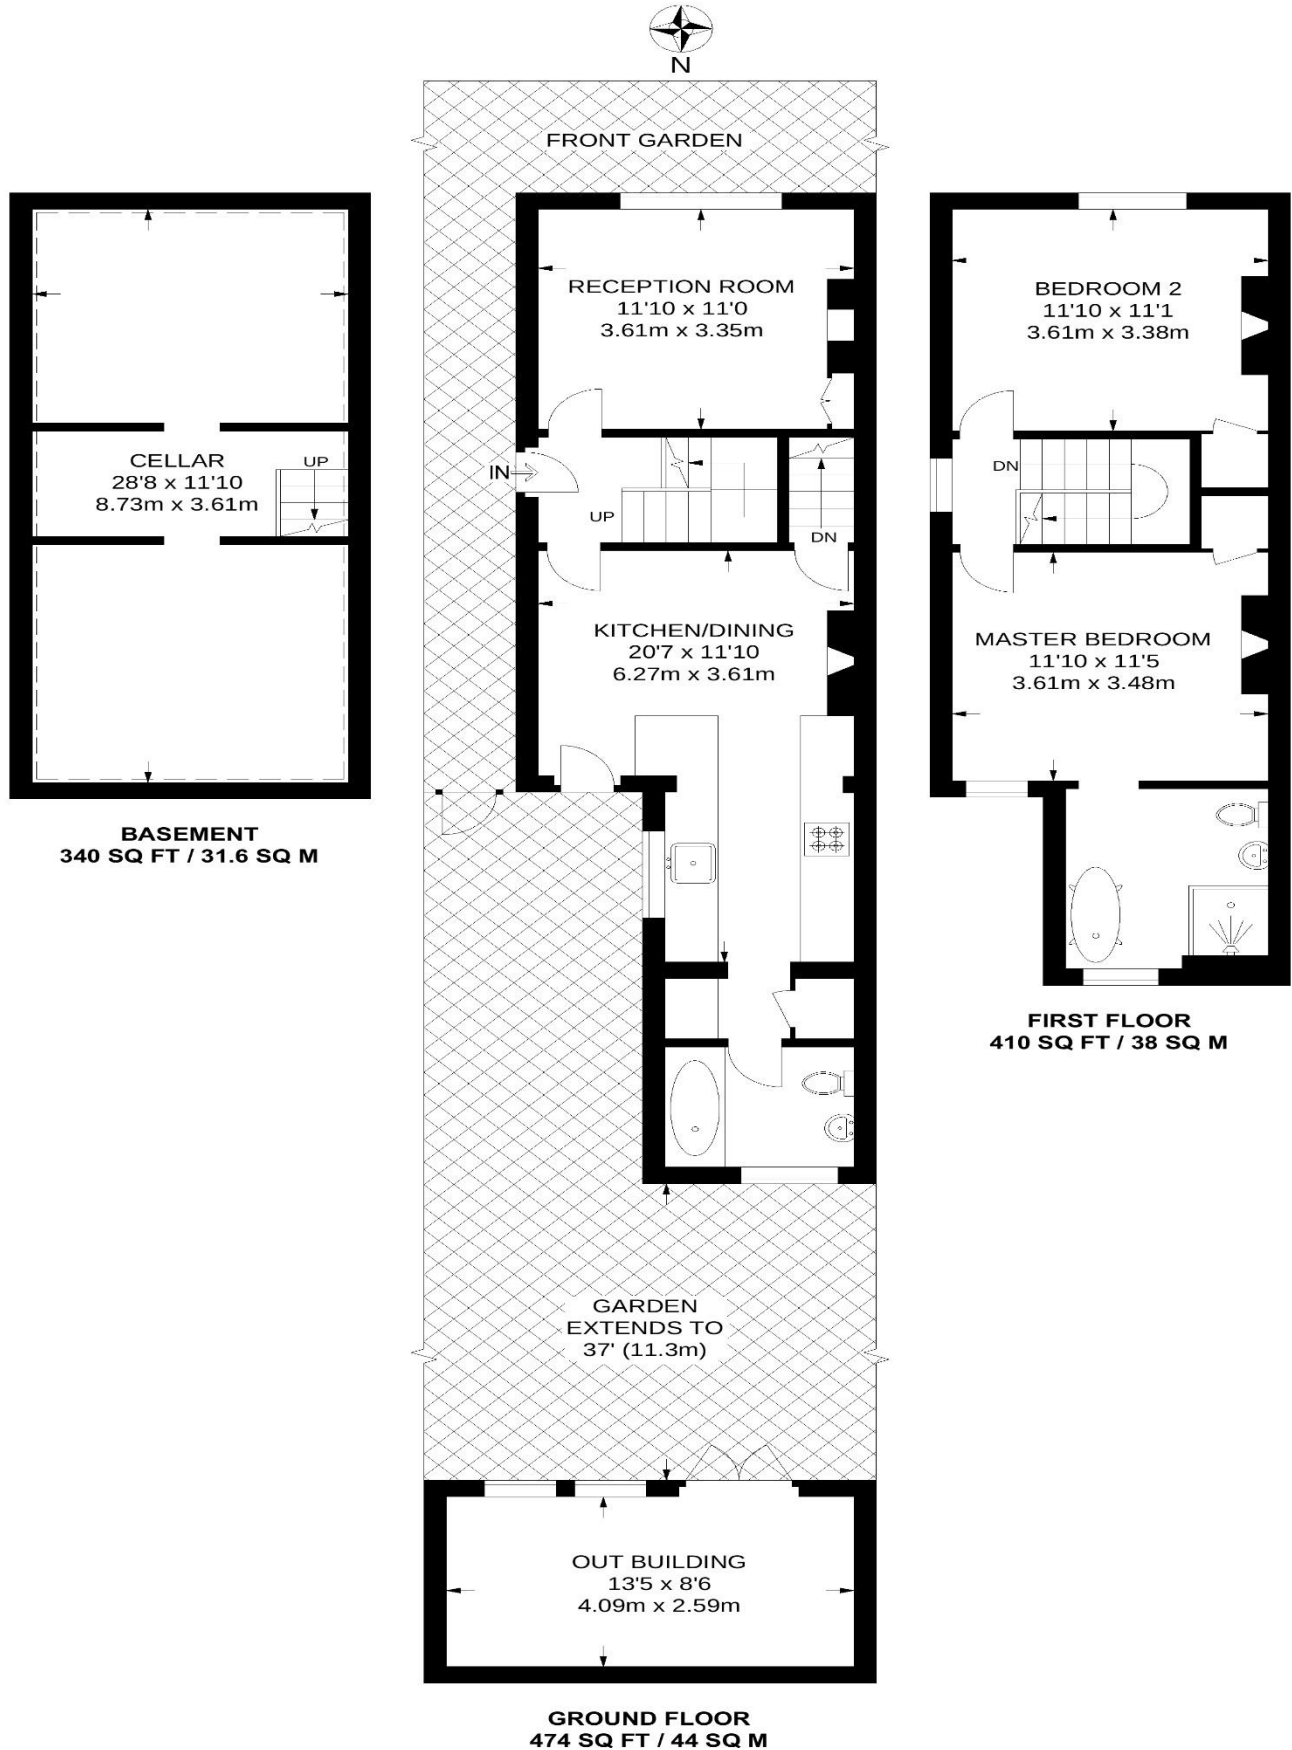 N
FRONT GARDEN
RECEPTION ROOM
11'10 x 11'0
3.61m x 3.35m
BEDROOM 2
11'10 x 11'1
3.61m x 3.38m
CELLAR
28'8 x 11'10
8.73m x 3.61m
UP
IN
UP
DN
DN
KITCHEN/DINING
20'7 x 11'10
6.27m x 3.61m
MASTER BEDROOM
11'10 x 11'5
3.61m x 3.48m
BASEMENT
340 SQ FT / 31.6 SQ M
FIRST FLOOR
410 SQ FT / 38 SQ M
GARDEN
EXTENDS TO
37' (11.3m)
OUT BUILDING
13'5 x 8'6
4.09m x 2.59m
GROUND FLOOR
474 SQ FT / 44 SQ M